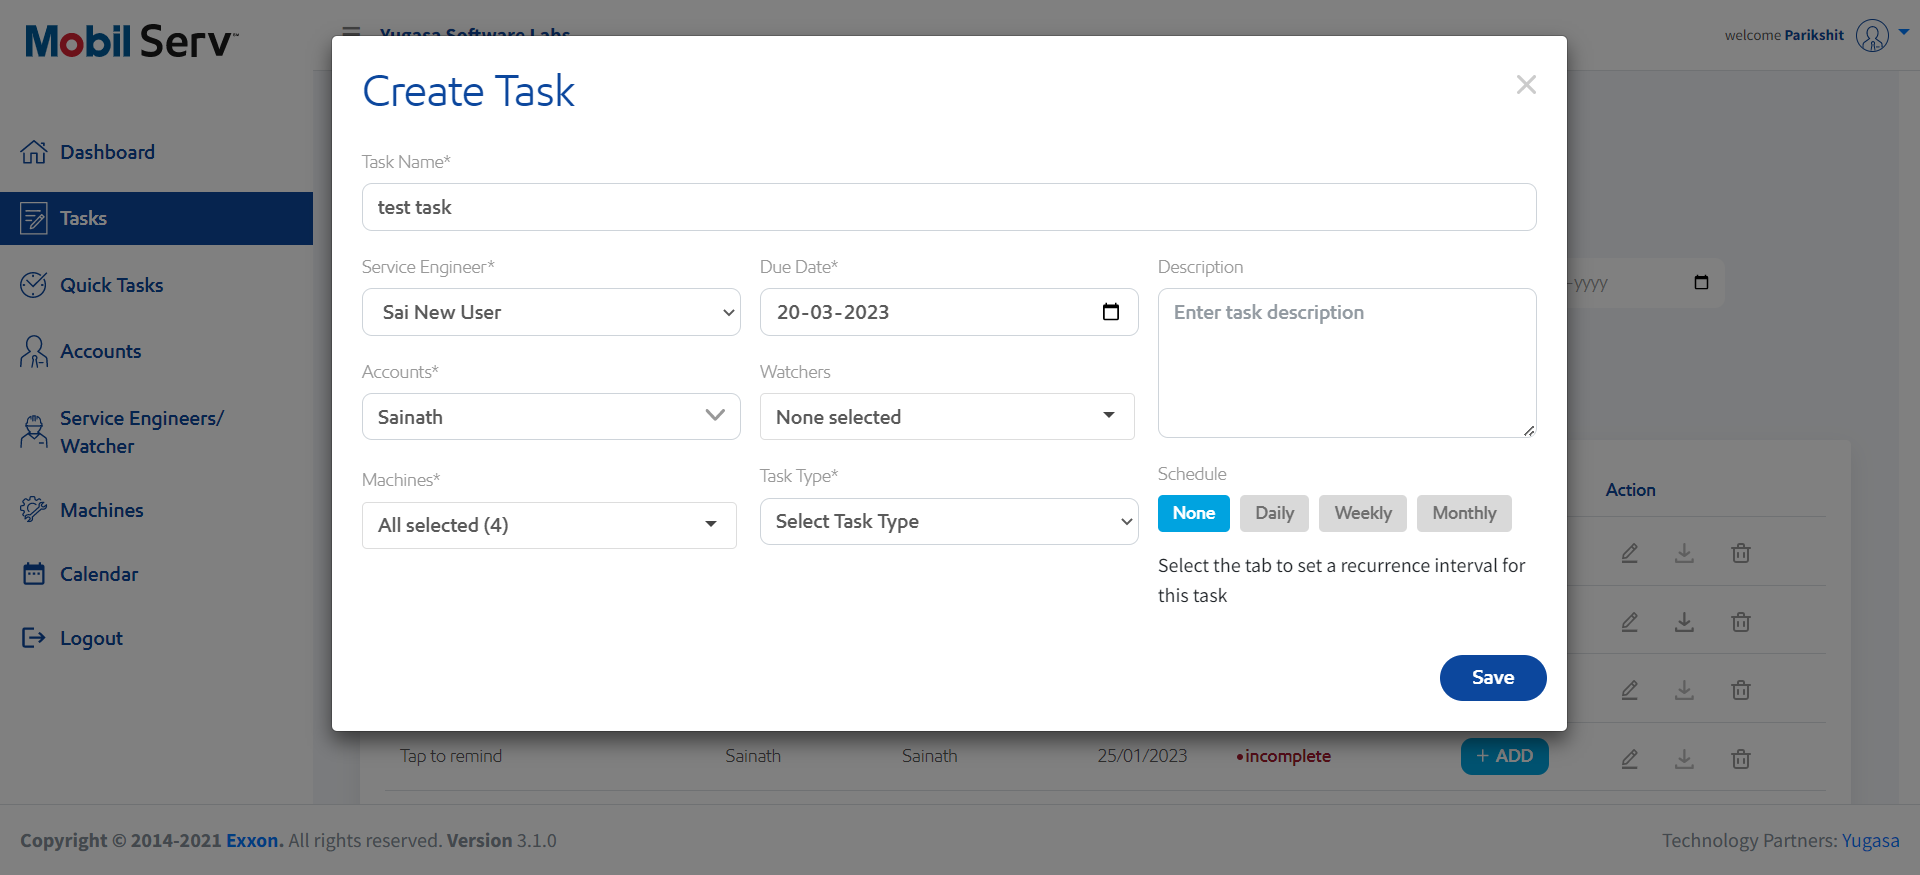 Mobil Serv™
Yugasa Software Labs
welcome Parikshit
Dashboard
Tasks
Quick Tasks
Accounts
Service Engineers/
Watcher
Machines
Calendar
Logout
Create Task
Task Name*
test task
Service Engineer*
Sai New User
Due Date*
20-03-2023
Description
Enter task description
Accounts*
Sainath
Watchers
None selected
Machines*
All selected (4)
Task Type*
Select Task Type
Schedule
None Daily Weekly Monthly
Select the tab to set a recurrence interval for
this task
Save
-yyyy
Action
Tap to remind Sainath Sainath 25/01/2023 •incomplete + ADD
Copyright © 2014-2021 Exxon. All rights reserved. Version 3.1.0
Technology Partners: Yugasa